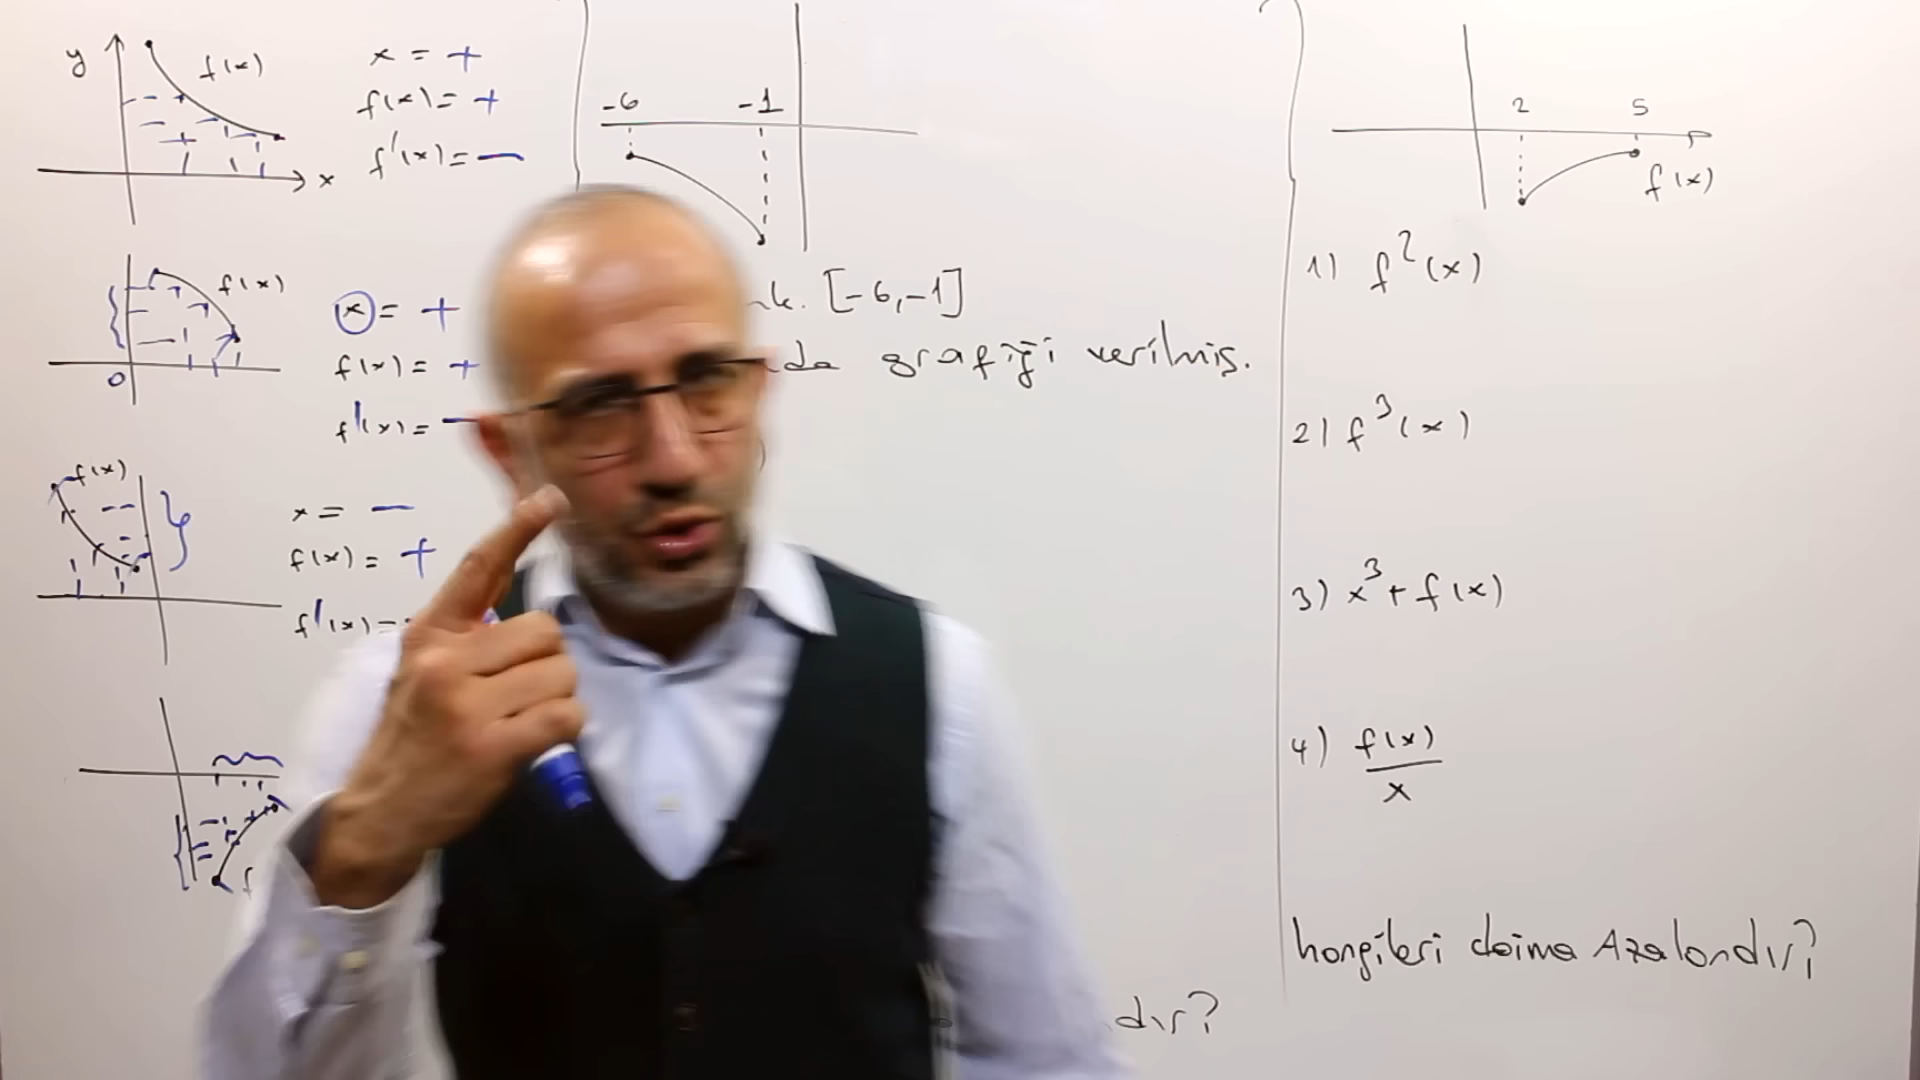 y
f(x)
x
x = +
f(x) = +
f'(x) = −
f(x)
0
x = +
f(x) = +
f'(x) = −
f(x)
x = −
f(x) = +
f'(x) =
f
-6 -1
[-6,-1]
da grafiği verilmiş.
dır?
2 5
f(x)
1) f²(x)
2) f³(x)
3) x³ + f(x)
4) f(x)
x
hangileri daima Azalandır?